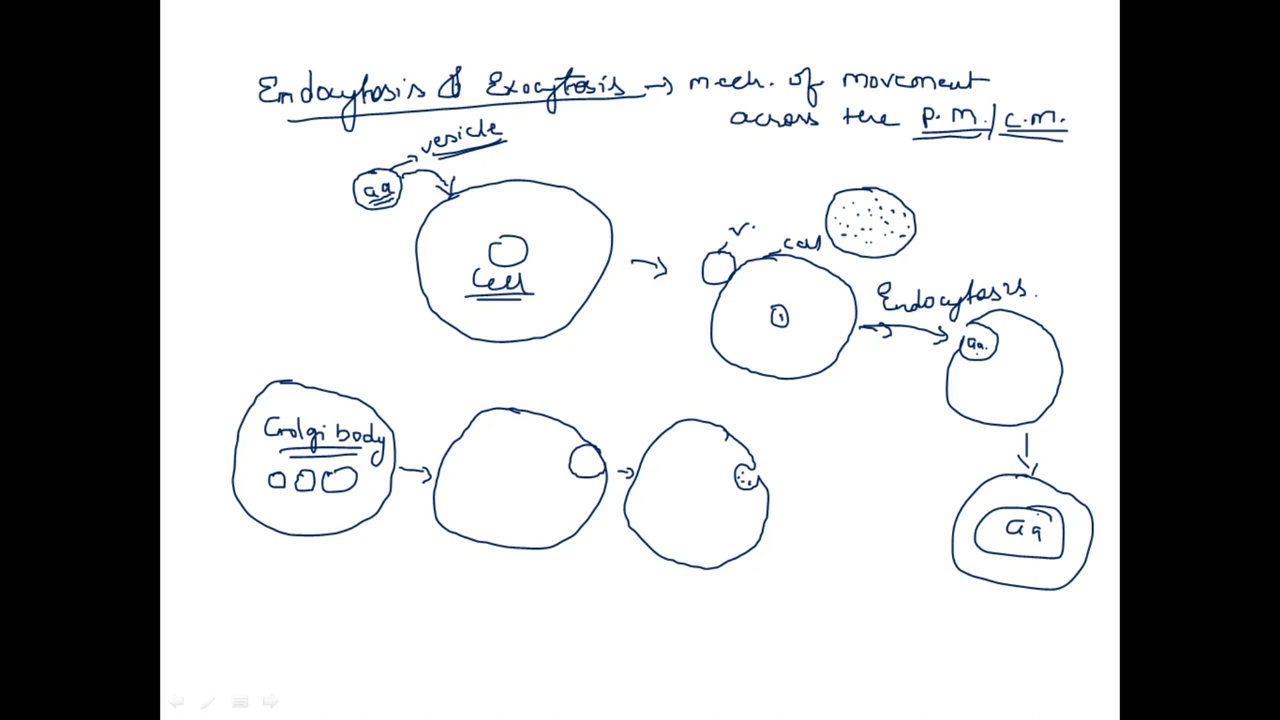 Endocytosis & Exocytosis → mech. of movement
across the P.M./C.M.
vesicle
aa
Cell
v.
cell
Endocytosis.
aa.
Golgi body
aa